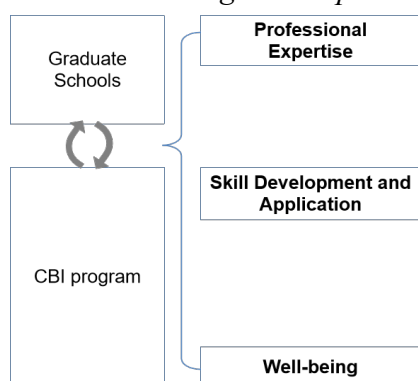 Graduate
Schools
CBI program
Professional
Expertise
Skill Development and
Application
Well-being